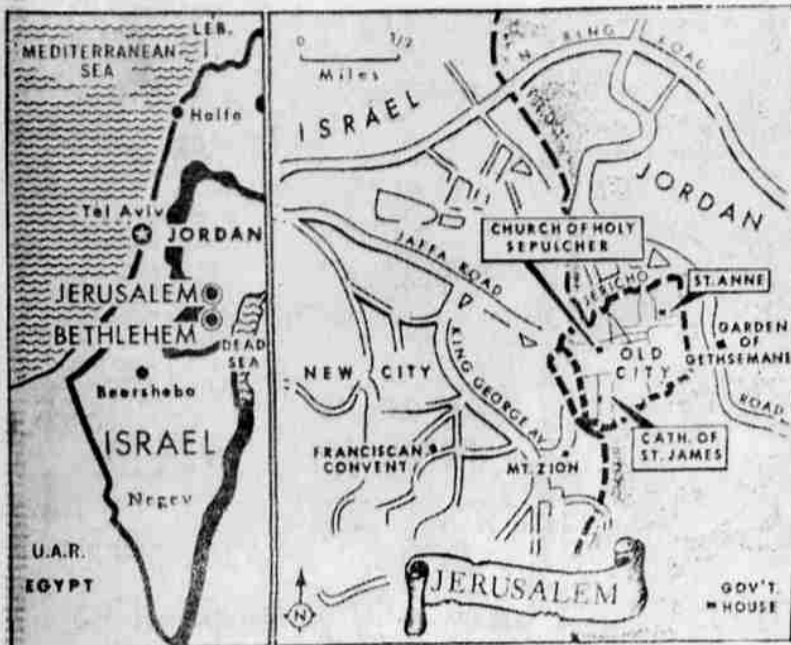 LEB.
MEDITERRANEAN
SEA
Haifa
Tel Aviv
JORDAN
JERUSALEM
BETHLEHEM
DEAD
SEA
Beersheba
ISRAEL
Negev
U.A.R.
EGYPT
0 1/2
Miles
N RING ROAD
ISRAEL
JORDAN
CHURCH OF HOLY
SEPULCHER
JAFFA ROAD
JERICHO
ROAD
ST. ANNE
GARDEN
OF
GETHSEMANE
OLD
CITY
NEW CITY
KING GEORGE AV.
FRANCISCAN
CONVENT
MT. ZION
CATH. OF
ST. JAMES
N
JERUSALEM
GOV'T.
HOUSE